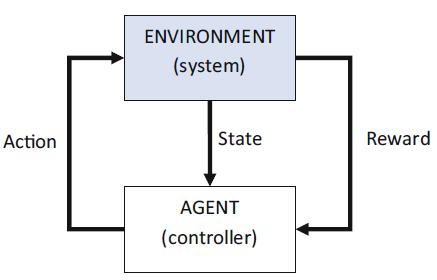 ENVIRONMENT
(system)
Action
State
Reward
AGENT
(controller)